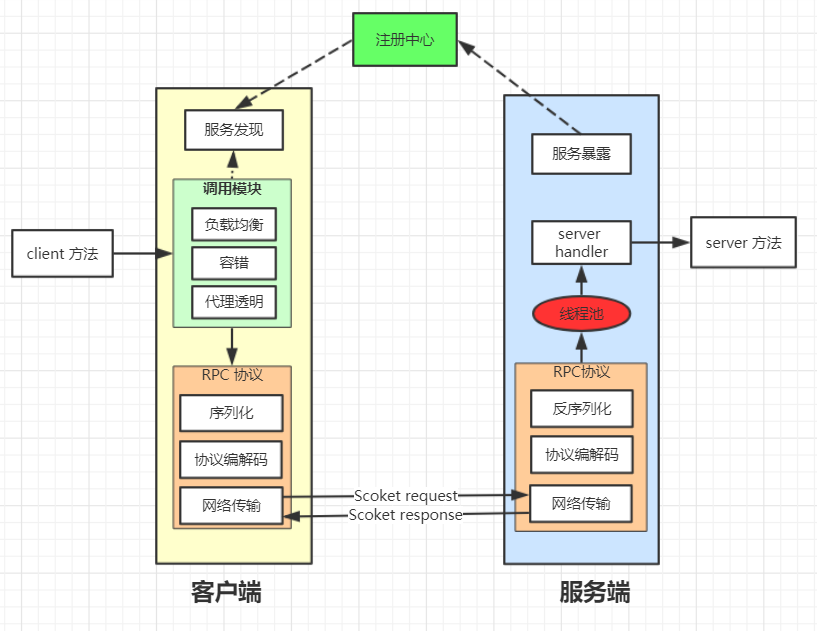 注册中心
服务发现
调用模块
负载均衡
容错
代理透明
client 方法
RPC 协议
序列化
协议编解码
网络传输
Scoket request
Scoket response
服务暴露
server
handler
server 方法
线程池
RPC协议
反序列化
协议编解码
网络传输
客户端
服务端